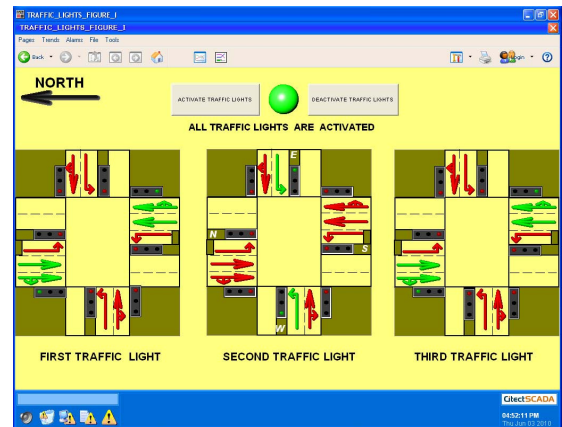 TRAFFIC_LIGHTS_FIGURE_1
TRAFFIC_LIGHTS_FIGURE_1
Pages Trends Alarms File Tools
Back
NORTH
ACTIVATE TRAFFIC LIGHTS
DEACTIVATE TRAFFIC LIGHTS
ALL TRAFFIC LIGHTS ARE ACTIVATED
E
N
S
W
FIRST TRAFFIC LIGHT
SECOND TRAFFIC LIGHT
THIRD TRAFFIC LIGHT
CitectSCADA
04:52:11 PM
Thu Jun 03 2010